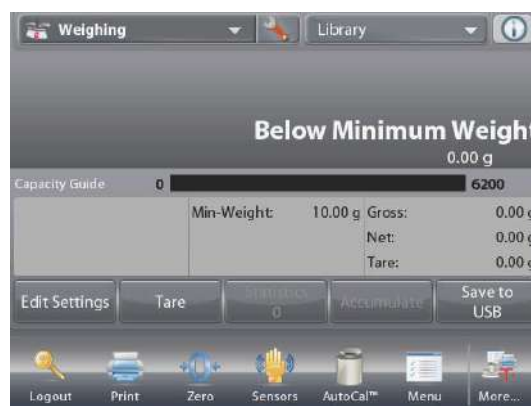 Weighing
Library
Below Minimum Weight
0.00 g
Capacity Guide 0 6200
Min-Weight: 10.00 g Gross: 0.00 g
Net: 0.00 g
Tare: 0.00 g
Edit Settings
Tare
Statistics
0
Accumulate
Save to
USB
Logout
Print
Zero
Sensors
AutoCal™
Menu
More...